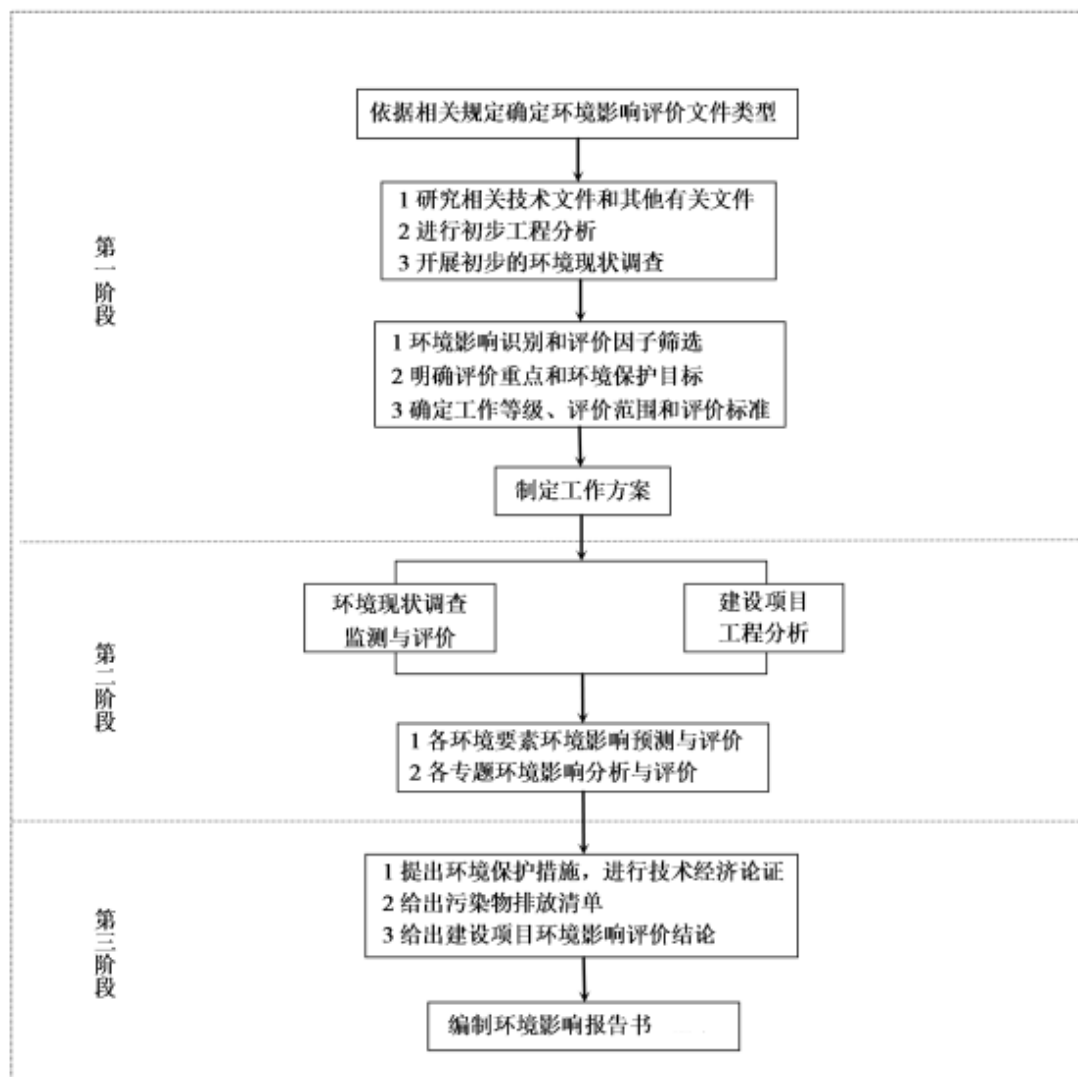 依据相关规定确定环境影响评价文件类型
1 研究相关技术文件和其他有关文件
2 进行初步工程分析
3 开展初步的环境现状调查
第一阶段
1 环境影响识别和评价因子筛选
2 明确评价重点和环境保护目标
3 确定工作等级、评价范围和评价标准
制定工作方案
环境现状调查
监测与评价
建设项目
工程分析
第二阶段
1 各环境要素环境影响预测与评价
2 各专题环境影响分析与评价
1 提出环境保护措施，进行技术经济论证
2 给出污染物排放清单
3 给出建设项目环境影响评价结论
第三阶段
编制环境影响报告书